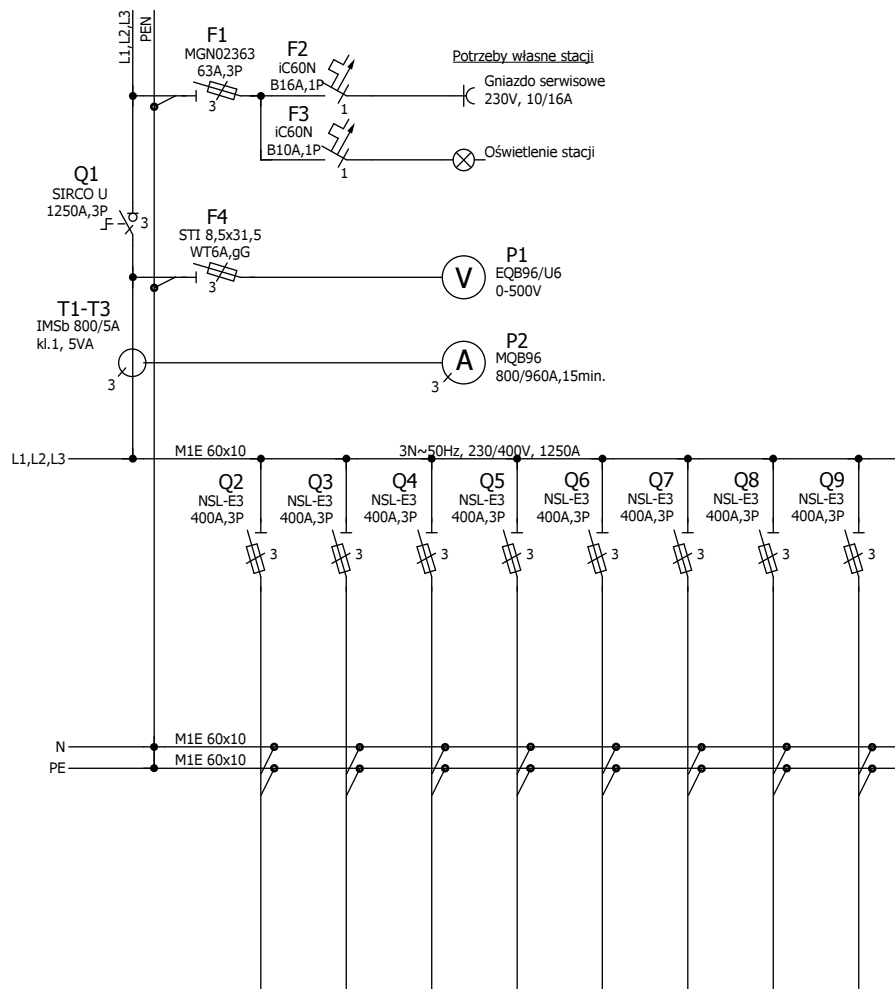 L1,L2,L3
PEN
F1
MGN02363
63A,3P
3
F2
iC60N
B16A,1P
1
Potrzeby własne stacji
Gniazdo serwisowe
230V, 10/16A
F3
iC60N
B10A,1P
1
Oświetlenie stacji
Q1
SIRCO U
1250A,3P
3
F4
STI 8,5x31,5
WT6A,gG
3
V
P1
EQB96/U6
0-500V
T1-T3
IMSb 800/5A
kl.1, 5VA
3
A
3
P2
MQB96
800/960A,15min.
L1,L2,L3
M1E 60x10
3N~50Hz, 230/400V, 1250A
Q2
NSL-E3
400A,3P
3
Q3
NSL-E3
400A,3P
3
Q4
NSL-E3
400A,3P
3
Q5
NSL-E3
400A,3P
3
Q6
NSL-E3
400A,3P
3
Q7
NSL-E3
400A,3P
3
Q8
NSL-E3
400A,3P
3
Q9
NSL-E3
400A,3P
3
N
M1E 60x10
PE
M1E 60x10